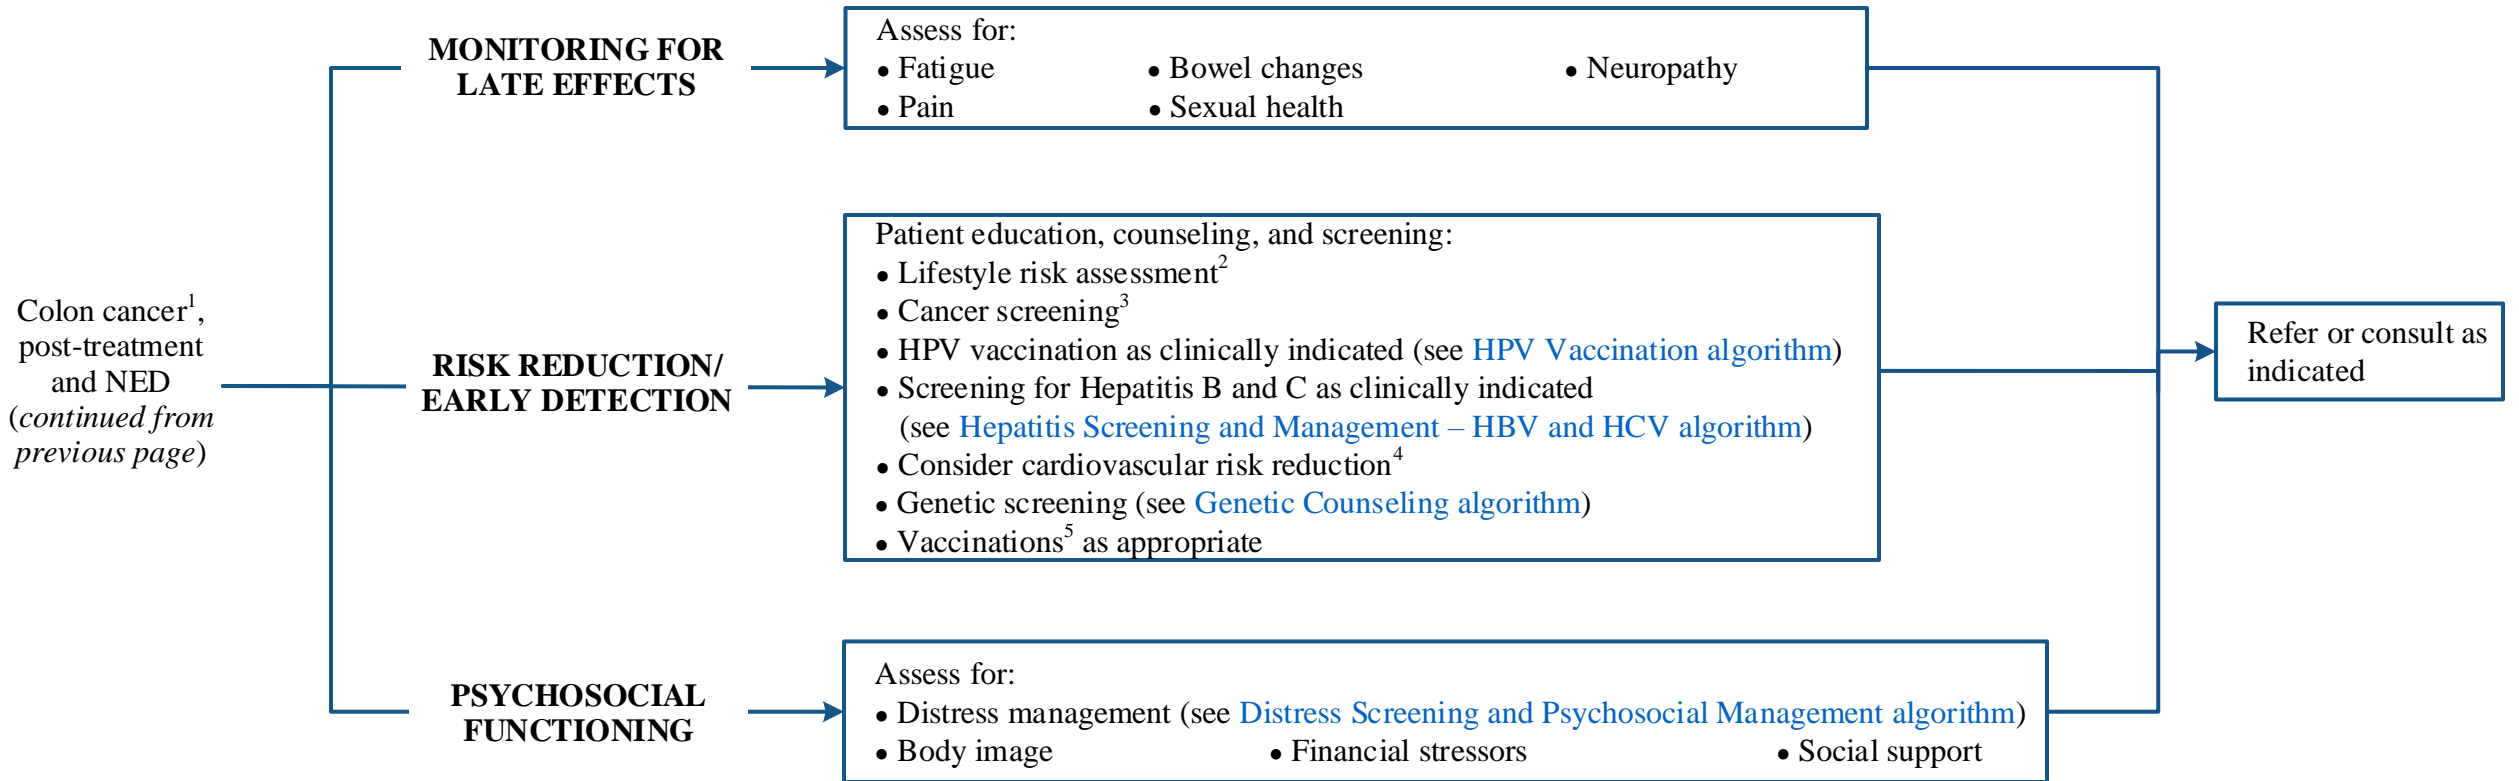 Colon cancer1,
post-treatment
and NED
(continued from
previous page)
MONITORING FOR
LATE EFFECTS
Assess for:
● Fatigue ● Bowel changes ● Neuropathy
● Pain ● Sexual health
RISK REDUCTION/
EARLY DETECTION
Patient education, counseling, and screening:
● Lifestyle risk assessment2
● Cancer screening3
● HPV vaccination as clinically indicated (see HPV Vaccination algorithm)
● Screening for Hepatitis B and C as clinically indicated
(see Hepatitis Screening and Management – HBV and HCV algorithm)
● Consider cardiovascular risk reduction4
● Genetic screening (see Genetic Counseling algorithm)
● Vaccinations5 as appropriate
PSYCHOSOCIAL
FUNCTIONING
Assess for:
● Distress management (see Distress Screening and Psychosocial Management algorithm)
● Body image ● Financial stressors ● Social support
Refer or consult as
indicated